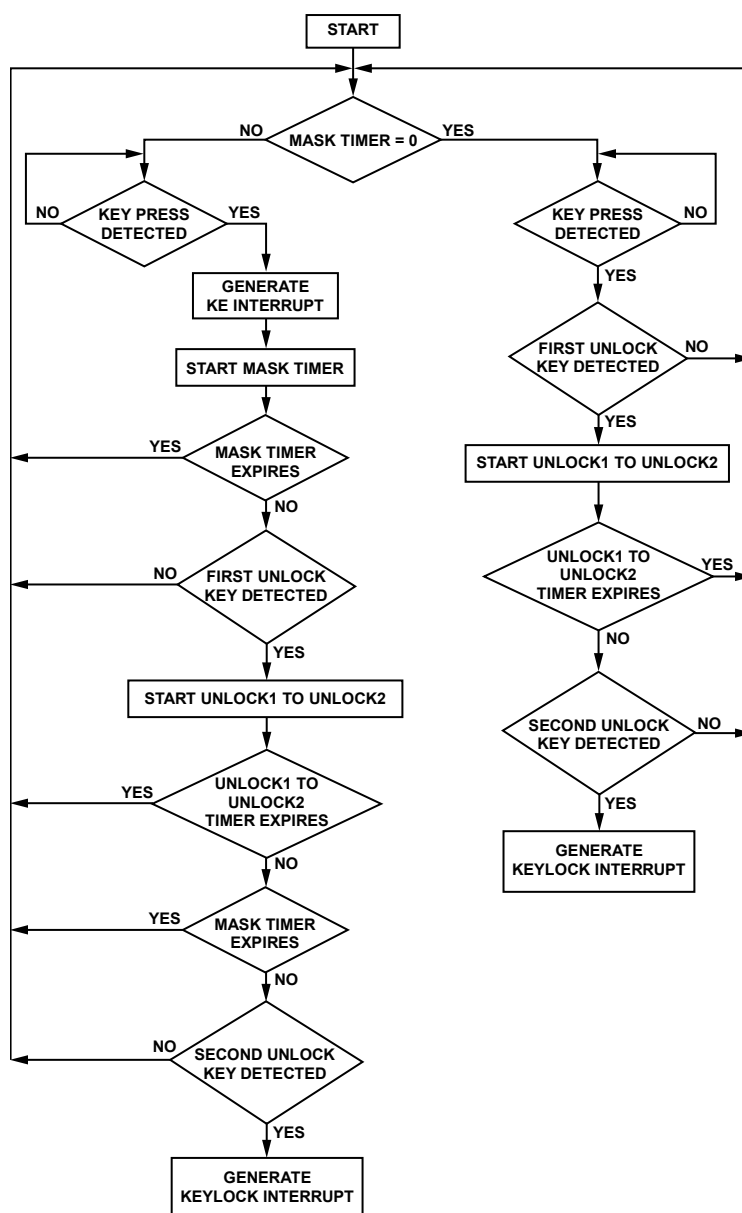 START
MASK TIMER = 0
NO
YES
KEY PRESS
DETECTED
NO
YES
GENERATE
KE INTERRUPT
START MASK TIMER
MASK TIMER
EXPIRES
YES
NO
FIRST UNLOCK
KEY DETECTED
NO
YES
START UNLOCK1 TO UNLOCK2
UNLOCK1 TO
UNLOCK2
TIMER EXPIRES
YES
NO
MASK TIMER
EXPIRES
YES
NO
SECOND UNLOCK
KEY DETECTED
NO
YES
GENERATE
KEYLOCK INTERRUPT
KEY PRESS
DETECTED
NO
YES
FIRST UNLOCK
KEY DETECTED
NO
YES
START UNLOCK1 TO UNLOCK2
UNLOCK1 TO
UNLOCK2
TIMER EXPIRES
YES
NO
SECOND UNLOCK
KEY DETECTED
NO
YES
GENERATE
KEYLOCK INTERRUPT